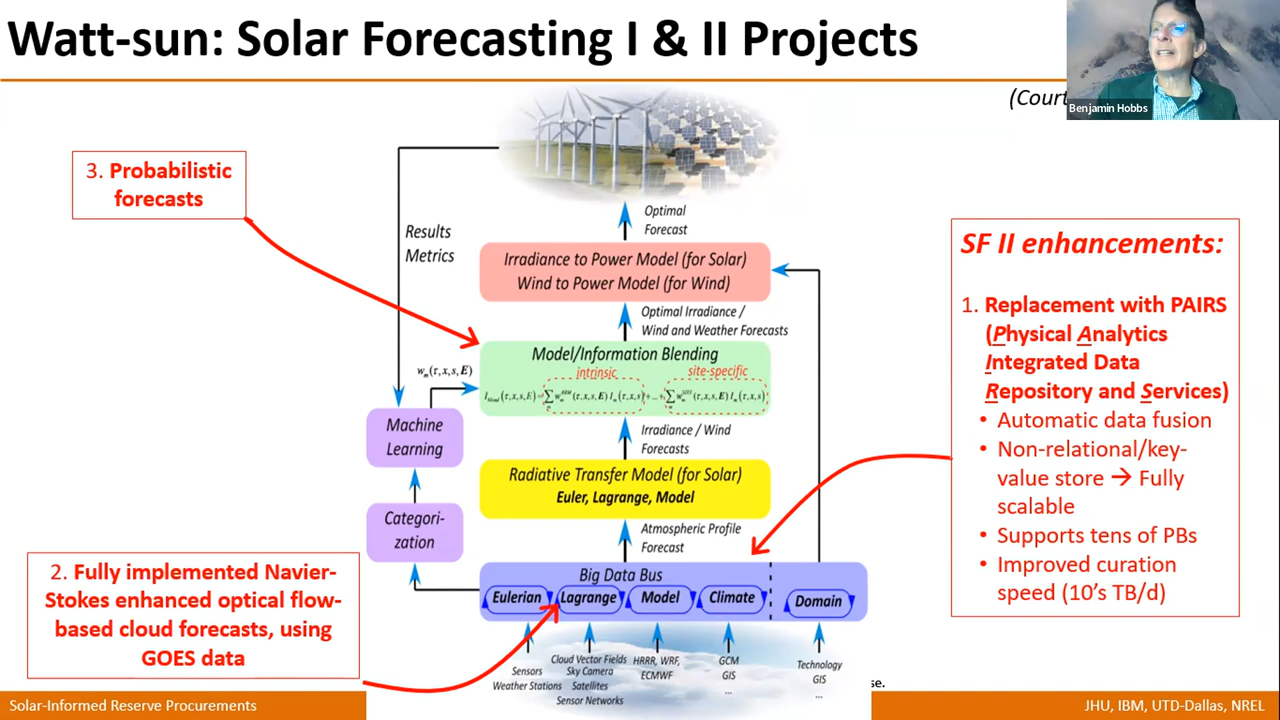 Watt-sun: Solar Forecasting I & II Projects
(Court
Benjamin Hobbs
3. Probabilistic
forecasts
Results
Metrics
Optimal
Forecast
Irradiance to Power Model (for Solar)
Wind to Power Model (for Wind)
Optimal Irradiance /
Wind and Weather Forecasts
Model/Information Blending
intrinsic
site-specific
wₘ(τ,x,s,E)
Irradiance / Wind
Forecasts
Machine
Learning
Radiative Transfer Model (for Solar)
Euler, Lagrange, Model
Categori-
zation
Atmospheric Profile
Forecast
Big Data Bus
Eulerian
Lagrange
Model
Climate
Domain
Sensors
Weather Stations
Cloud Vector Fields
Sky Camera
Satellites
Sensor Networks
HRRR, WRF,
ECMWF
GCM
GIS
...
Technology
GIS
...
2. Fully implemented Navier-
Stokes enhanced optical flow-
based cloud forecasts, using
GOES data
SF II enhancements:
1. Replacement with PAIRS
(Physical Analytics
Integrated Data
Repository and Services)
• Automatic data fusion
• Non-relational/key-
value store → Fully
scalable
• Supports tens of PBs
• Improved curation
speed (10's TB/d)
se.
Solar-Informed Reserve Procurements
JHU, IBM, UTD-Dallas, NREL